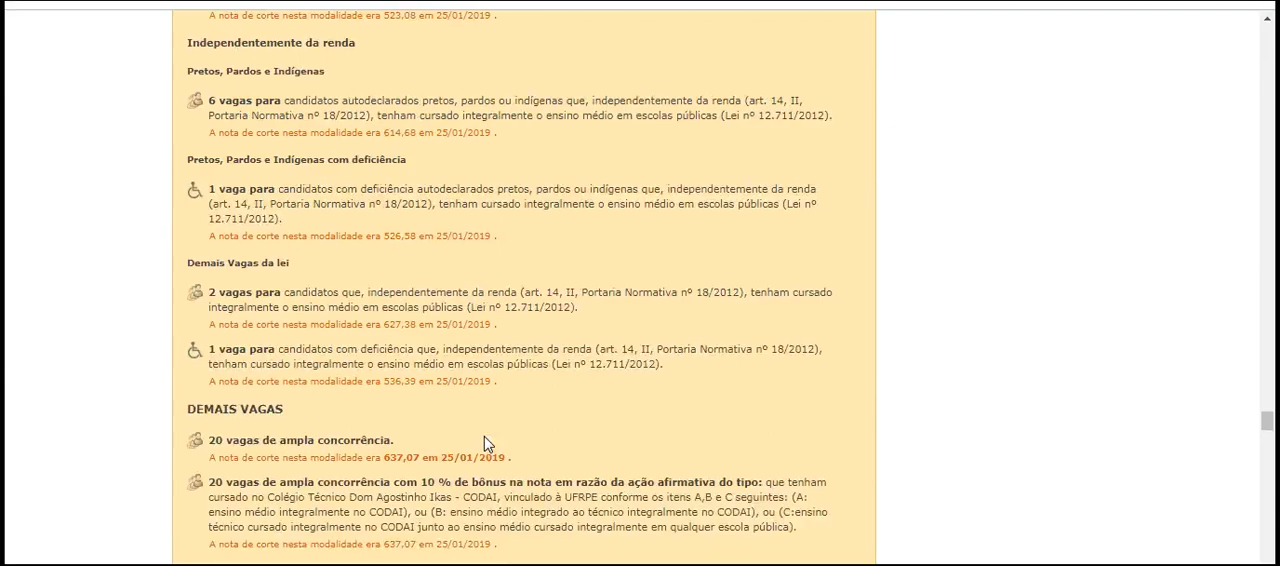 A nota de corte nesta modalidade era 523,08 em 25/01/2019 .
Independentemente da renda
Pretos, Pardos e Indígenas
6 vagas para candidatos autodeclarados pretos, pardos ou indígenas que, independentemente da renda (art. 14, II,
Portaria Normativa nº 18/2012), tenham cursado integralmente o ensino médio em escolas públicas (Lei nº 12.711/2012).
A nota de corte nesta modalidade era 614,68 em 25/01/2019 .
Pretos, Pardos e Indígenas com deficiência
1 vaga para candidatos com deficiência autodeclarados pretos, pardos ou indígenas que, independentemente da renda
(art. 14, II, Portaria Normativa nº 18/2012), tenham cursado integralmente o ensino médio em escolas públicas (Lei nº
12.711/2012).
A nota de corte nesta modalidade era 526,58 em 25/01/2019 .
Demais Vagas da lei
2 vagas para candidatos que, independentemente da renda (art. 14, II, Portaria Normativa nº 18/2012), tenham cursado
integralmente o ensino médio em escolas públicas (Lei nº 12.711/2012).
A nota de corte nesta modalidade era 627,38 em 25/01/2019 .
1 vaga para candidatos com deficiência que, independentemente da renda (art. 14, II, Portaria Normativa nº 18/2012),
tenham cursado integralmente o ensino médio em escolas públicas (Lei nº 12.711/2012).
A nota de corte nesta modalidade era 536,39 em 25/01/2019 .
DEMAIS VAGAS
20 vagas de ampla concorrência.
A nota de corte nesta modalidade era 637,07 em 25/01/2019 .
20 vagas de ampla concorrência com 10 % de bônus na nota em razão da ação afirmativa do tipo: que tenham
cursado no Colégio Técnico Dom Agostinho Ikas - CODAI, vinculado à UFRPE conforme os itens A,B e C seguintes: (A:
ensino médio integralmente no CODAI), ou (B: ensino médio integrado ao técnico integralmente no CODAI), ou (C:ensino
técnico cursado integralmente no CODAI junto ao ensino médio cursado integralmente em qualquer escola pública).
A nota de corte nesta modalidade era 637,07 em 25/01/2019 .